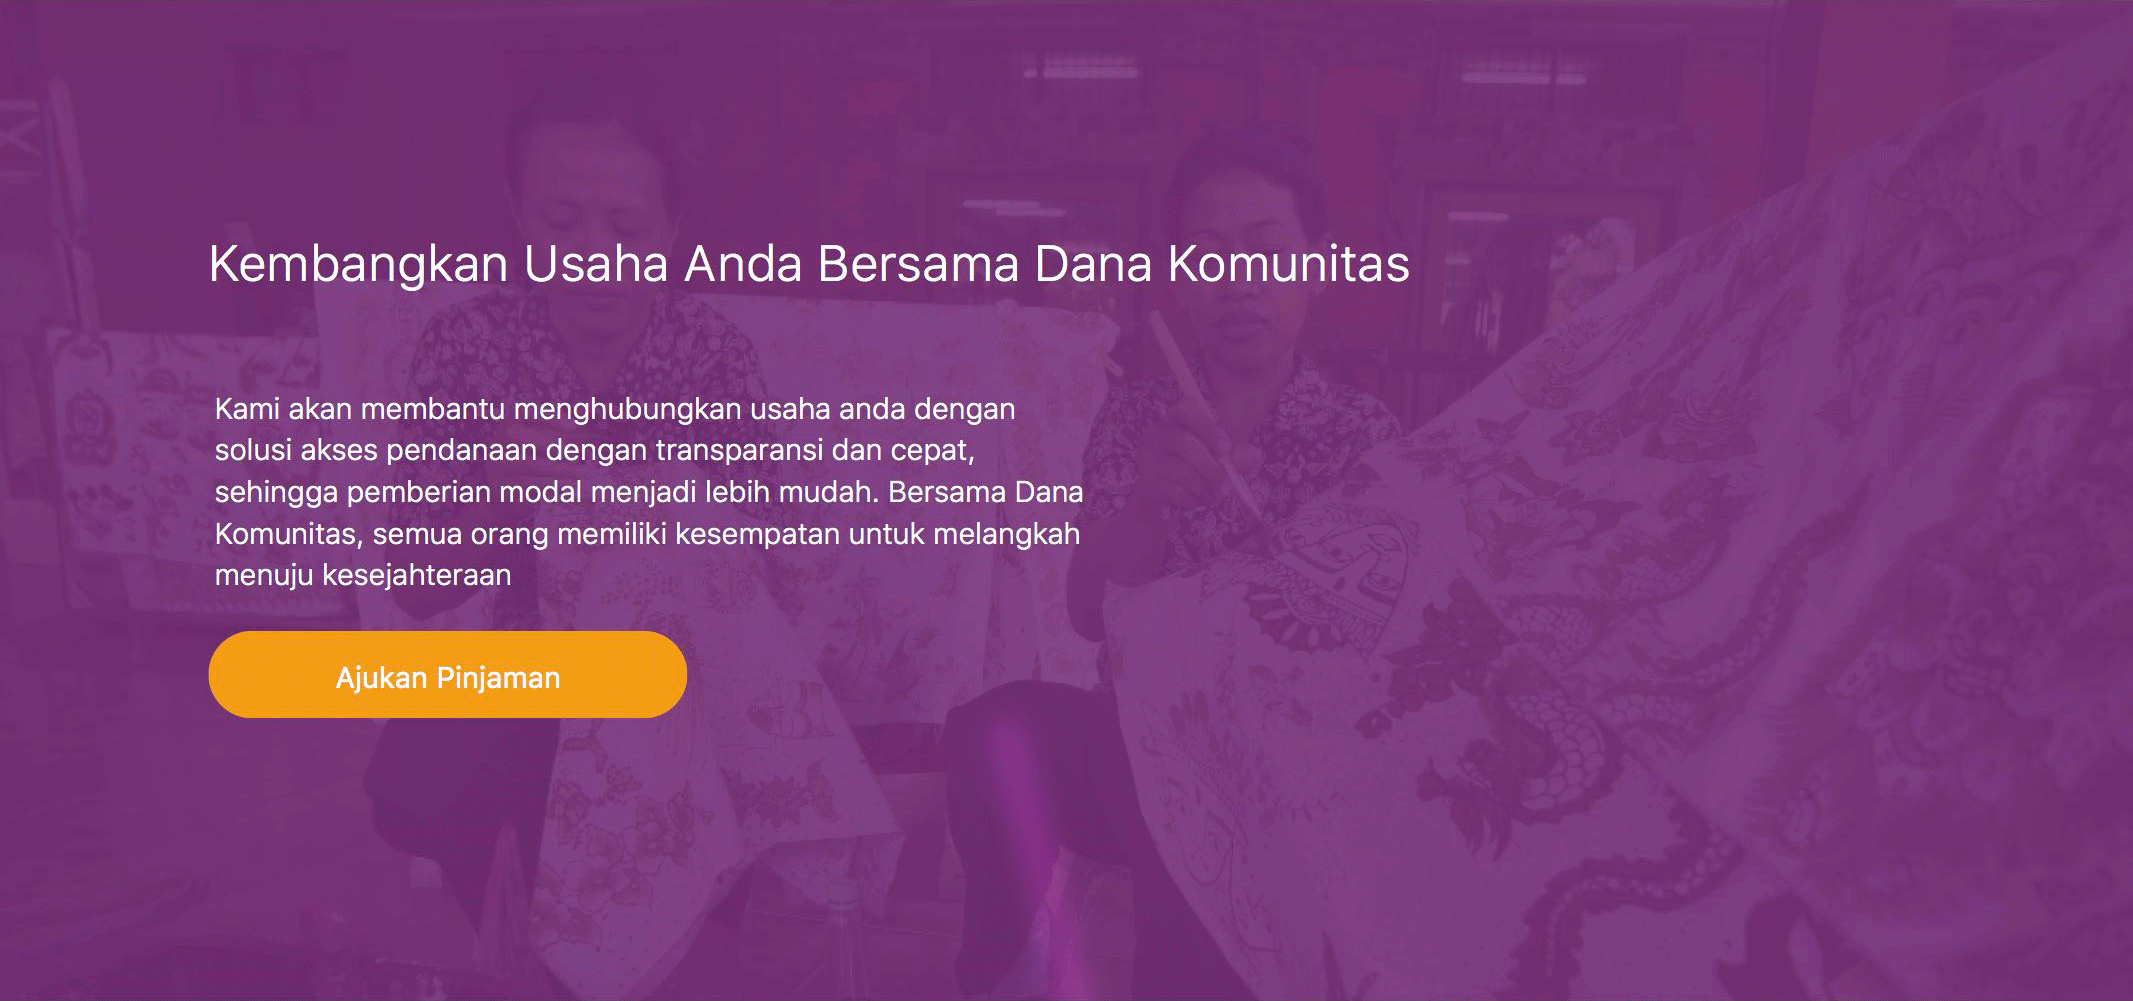 Kembangkan Usaha Anda Bersama Dana Komunitas
Kami akan membantu menghubungkan usaha anda dengan
solusi akses pendanaan dengan transparansi dan cepat,
sehingga pemberian modal menjadi lebih mudah. Bersama Dana
Komunitas, semua orang memiliki kesempatan untuk melangkah
menuju kesejahteraan
Ajukan Pinjaman